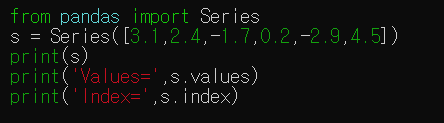 from pandas import Series
s = Series([3.1,2.4,-1.7,0.2,-2.9,4.5])
print(s)
print('Values=',s.values)
print('Index=',s.index)